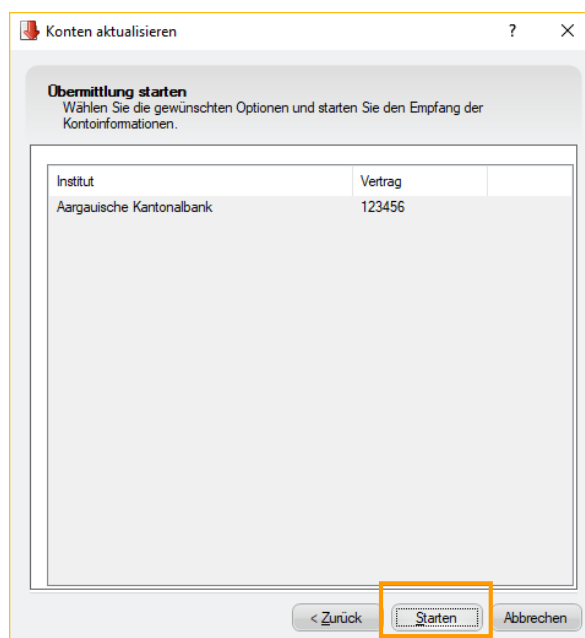 Konten aktualisieren ? ×
Übermittlung starten
Wählen Sie die gewünschten Optionen und starten Sie den Empfang der
Kontoinformationen.
Institut Vertrag
Aargauische Kantonalbank 123456
< Zurück Starten Abbrechen